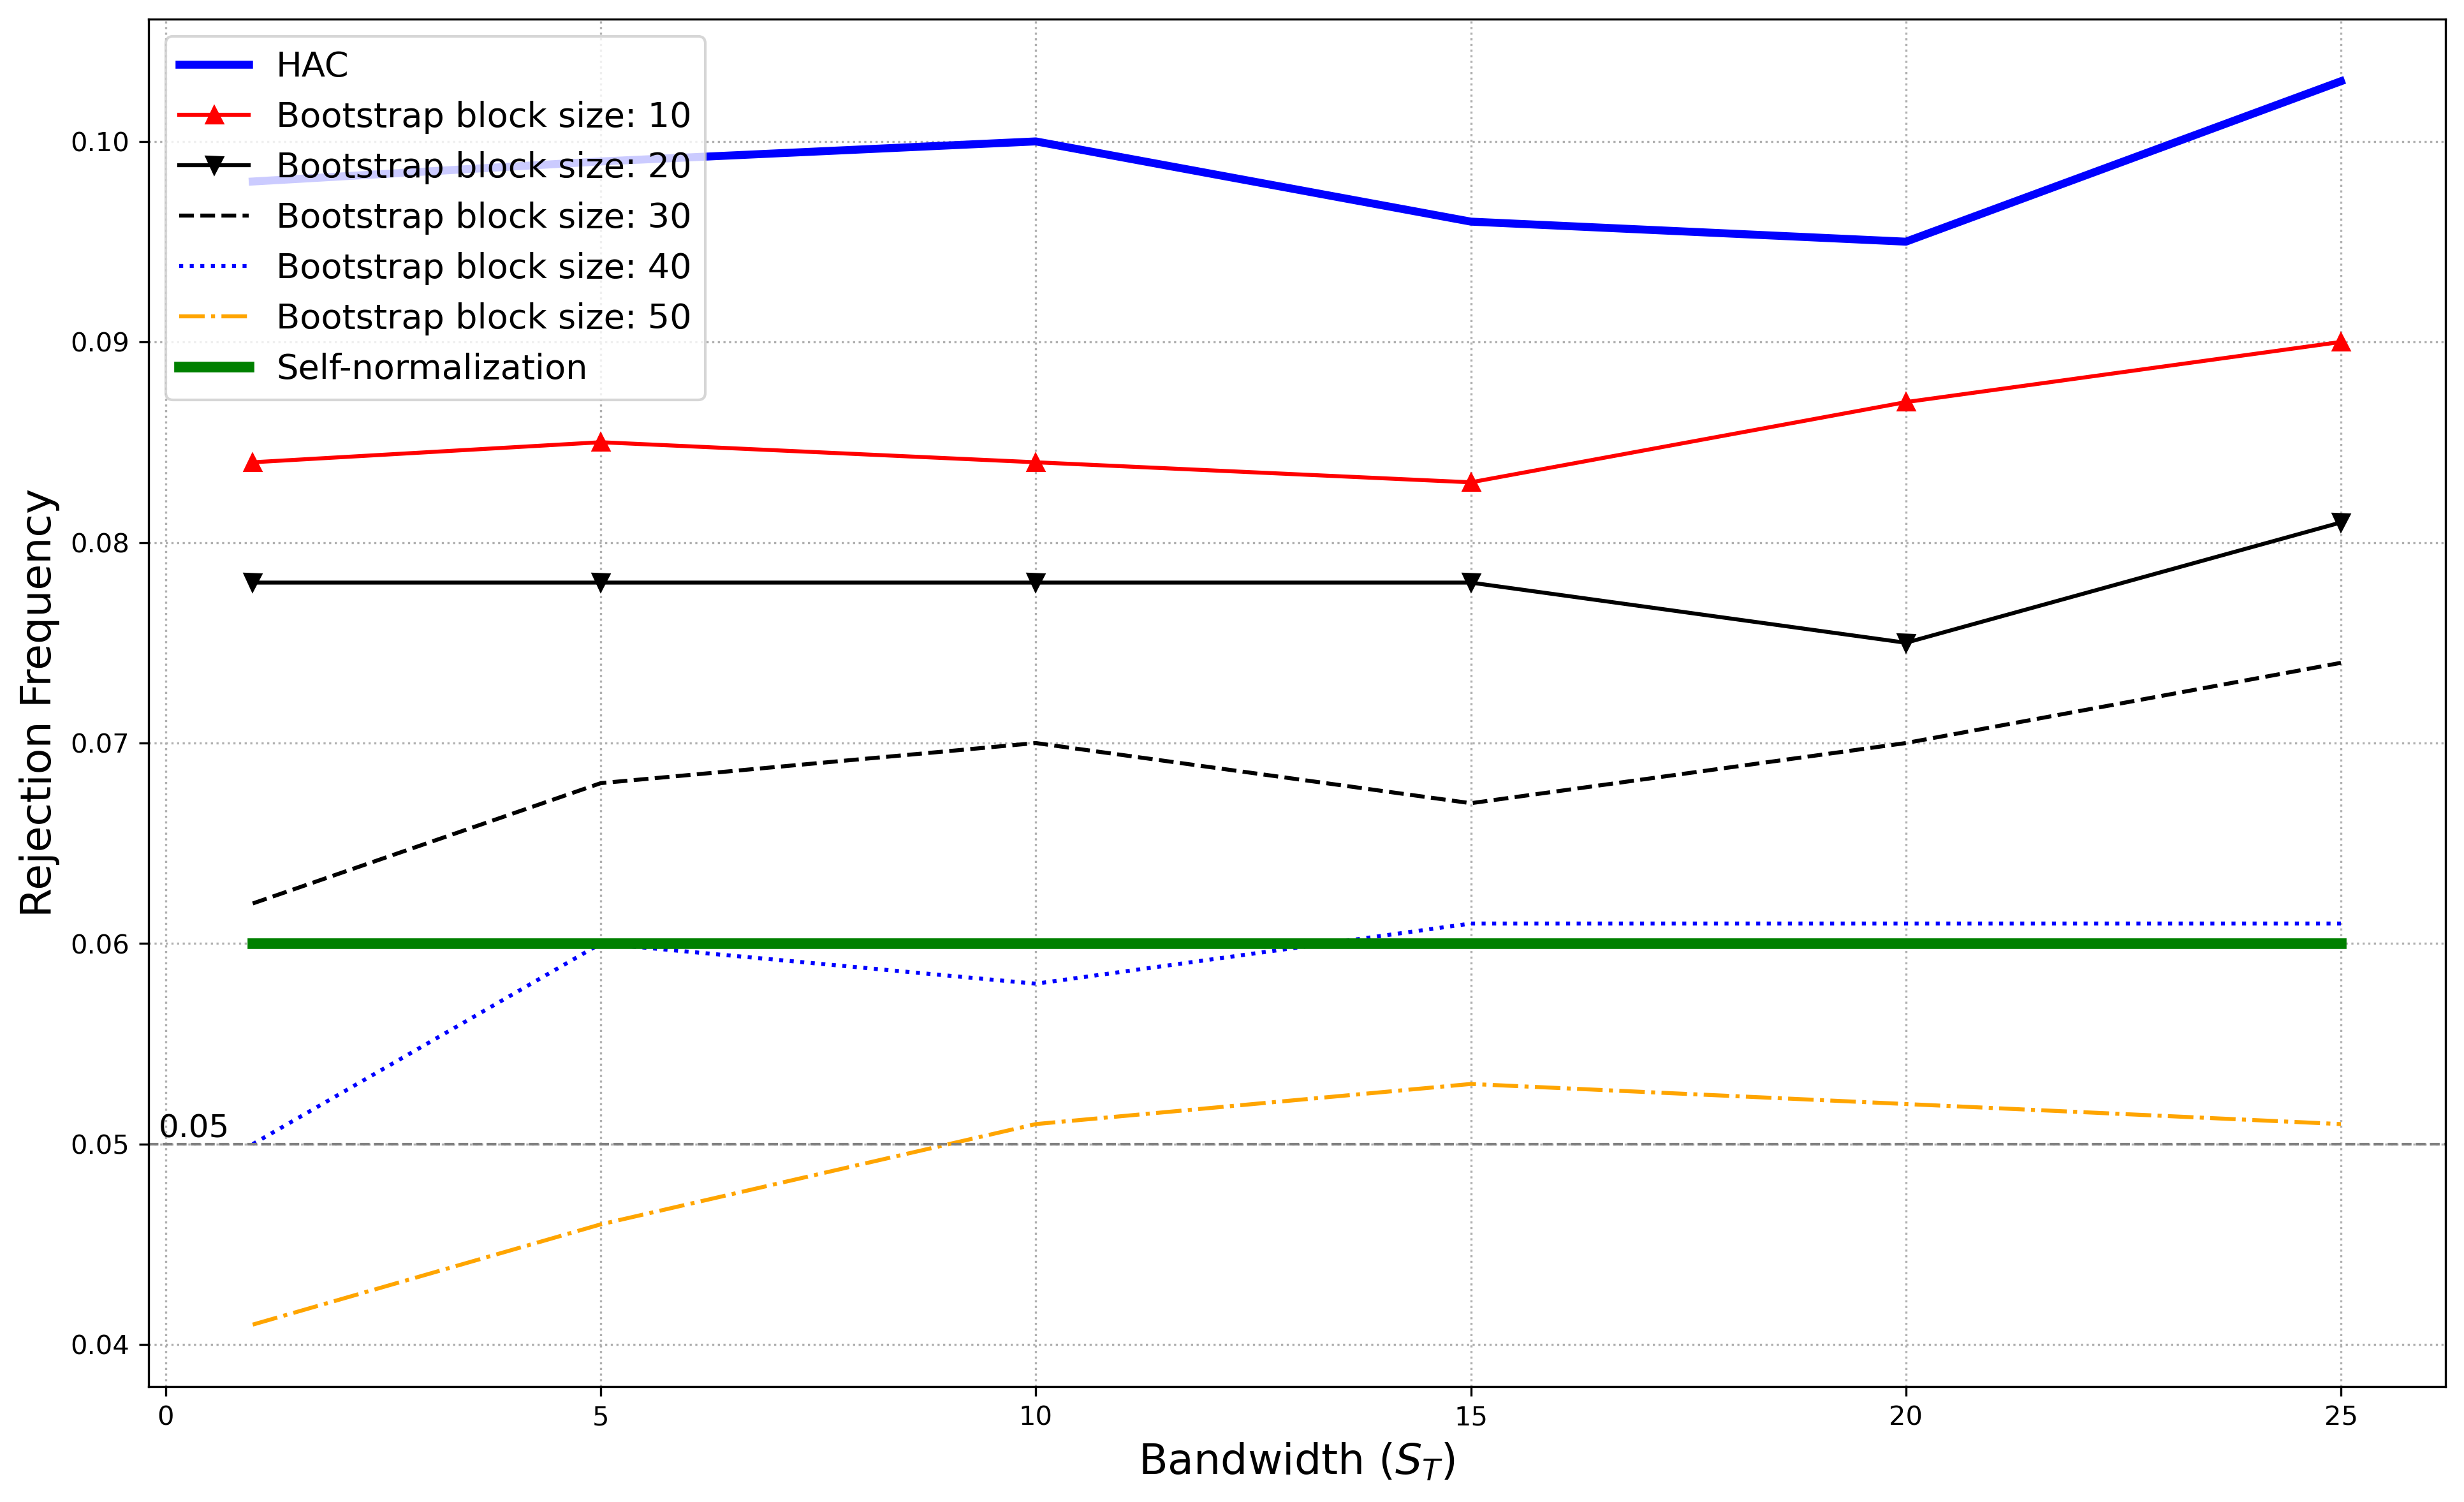 HAC
Bootstrap block size: 10
Bootstrap block size: 20
Bootstrap block size: 30
Bootstrap block size: 40
Bootstrap block size: 50
Self-normalization
Rejection Frequency
0.10
0.09
0.08
0.07
0.06
0.05
0.05
0.04
0 5 10 15 20 25
Bandwidth (S_T)